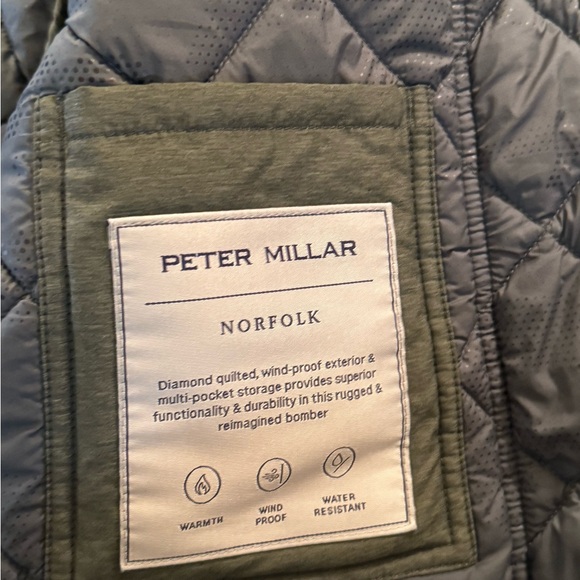 PETER MILLAR
NORFOLK
Diamond quilted, wind-proof exterior &
multi-pocket storage provides superior
functionality & durability in this rugged &
reimagined bomber
WARMTH
WIND
PROOF
WATER
RESISTANT